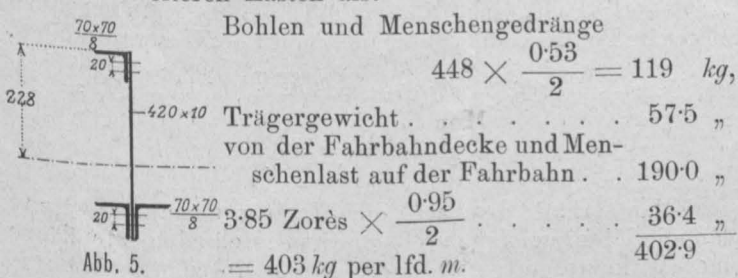 Bohlen und Menschengedränge
448 × 0·53/2 = 119 kg,
Trägergewicht . . . . . . . 57·5 „
von der Fahrbahndecke und Men-
schenlast auf der Fahrbahn . . 190·0 „
3·85 Zorès × 0·95/2 . . . . . 36·4 „
402·9
= 403 kg per lfd. m.
70×70
8
20
228
420×10
20
70×70
8
Abb. 5.